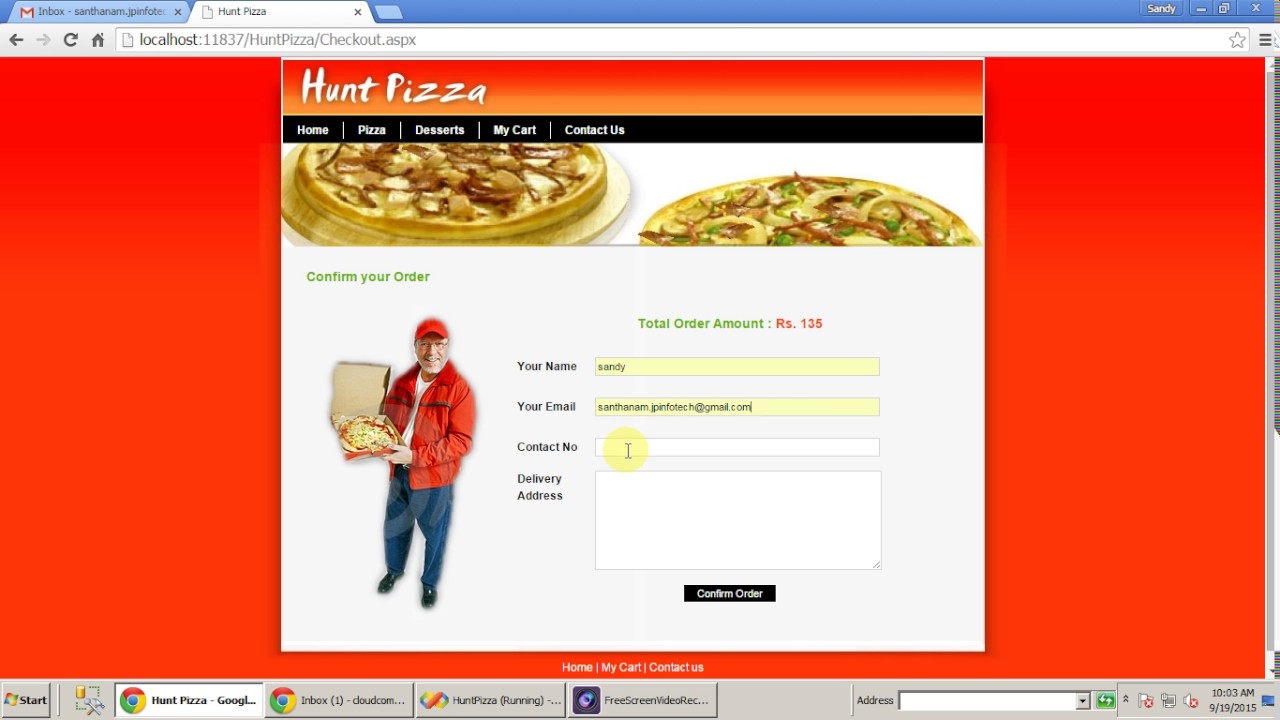 Inbox - santhanam.jpinfotec
Hunt Pizza
Sandy
localhost:11837/HuntPizza/Checkout.aspx
Hunt Pizza
Home Pizza Desserts My Cart Contact Us
Confirm your Order
Total Order Amount : Rs. 135
Your Name sandy
Your Email santhanam.jpinfotech@gmail.com
Contact No
Delivery
Address
Confirm Order
Home | My Cart | Contact us
Start
Hunt Pizza - Googl...
Inbox (1) - cloudcom...
HuntPizza (Running) -...
FreeScreenVideoRec...
Address
10:03 AM
9/19/2015